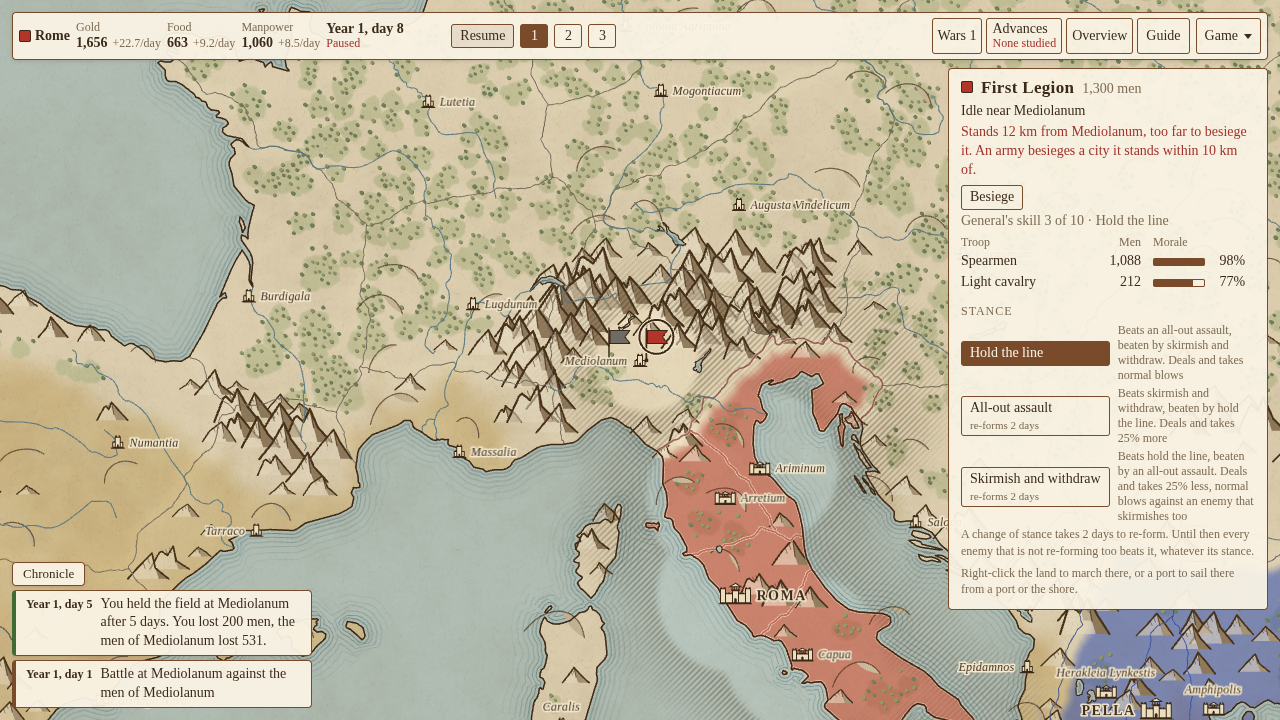 Rome
Gold
1,656 +22.7/day
Food
663 +9.2/day
Manpower
1,060 +8.5/day
Year 1, day 8
Paused
Resume
1
2
3
Wars 1
Advances
None studied
Overview
Guide
Game
Lutetia
Mogontiacum
Augusta Vindelicum
Burdigala
Lugdunum
Mediolanum
Numantia
Massalia
Ariminum
Arretium
Tarraco
Salo
ROMA
Capua
Epidamnos
Herakleia Lynkestis
Amphipolis
PELLA
Caralis
First Legion 1,300 men
Idle near Mediolanum
Stands 12 km from Mediolanum, too far to besiege
it. An army besieges a city it stands within 10 km
of.
Besiege
General's skill 3 of 10 · Hold the line
Troop Men Morale
Spearmen 1,088 98%
Light cavalry 212 77%
STANCE
Hold the line
Beats an all-out assault,
beaten by skirmish and
withdraw. Deals and takes
normal blows
All-out assault
re-forms 2 days
Beats skirmish and
withdraw, beaten by hold
the line. Deals and takes
25% more
Skirmish and withdraw
re-forms 2 days
Beats hold the line, beaten
by an all-out assault. Deals
and takes 25% less, normal
blows against an enemy that
skirmishes too
A change of stance takes 2 days to re-form. Until then every
enemy that is not re-forming too beats it, whatever its stance.
Right-click the land to march there, or a port to sail there
from a port or the shore.
Chronicle
Year 1, day 5 You held the field at Mediolanum
after 5 days. You lost 200 men, the
men of Mediolanum lost 531.
Year 1, day 1 Battle at Mediolanum against the
men of Mediolanum